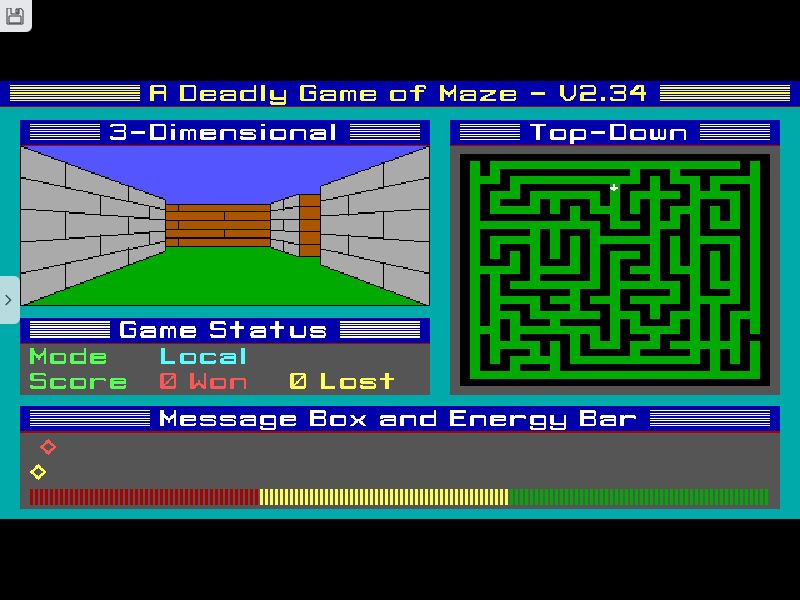 A Deadly Game of Maze - V2.34
3-Dimensional
Top-Down
Game Status
Mode Local
Score 0 Won 0 Lost
Message Box and Energy Bar